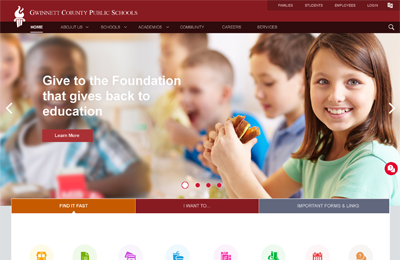 GWINNETT COUNTY PUBLIC SCHOOLS
FAMILIES STUDENTS EMPLOYEES LOGIN
HOME ABOUT US SCHOOLS ACADEMICS COMMUNITY CAREERS SERVICES
Give to the Foundation
that gives back to
education
Learn More
FIND IT FAST I WANT TO... IMPORTANT FORMS & LINKS